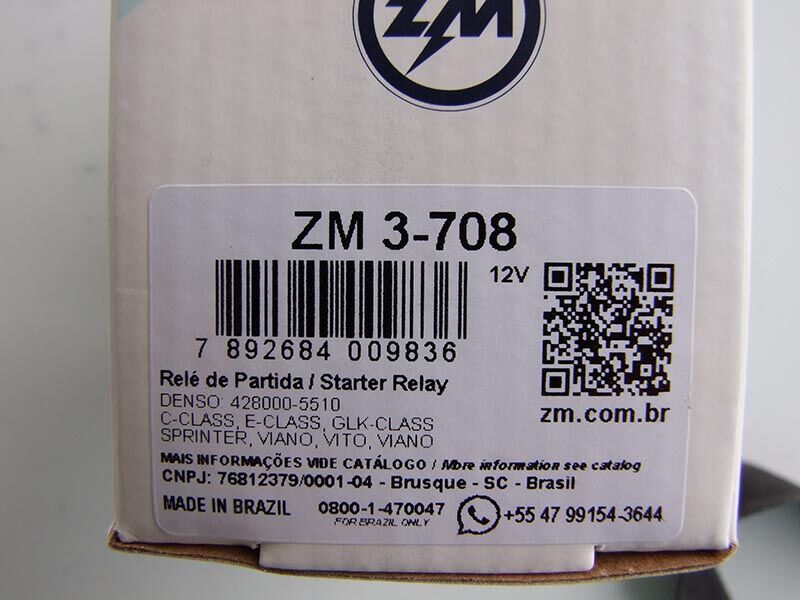 ZM
ZM 3-708
12V
7 892684 009836
Relé de Partida / Starter Relay
DENSO: 428000-5510
C-CLASS, E-CLASS, GLK-CLASS
SPRINTER, VIANO, VITO, VIANO
zm.com.br
MAIS INFORMAÇÕES VIDE CATÁLOGO / More information see catalog
CNPJ: 76812379/0001-04 - Brusque - SC - Brasil
MADE IN BRAZIL 0800-1-470047 +55 47 99154-3644
FOR BRAZIL ONLY